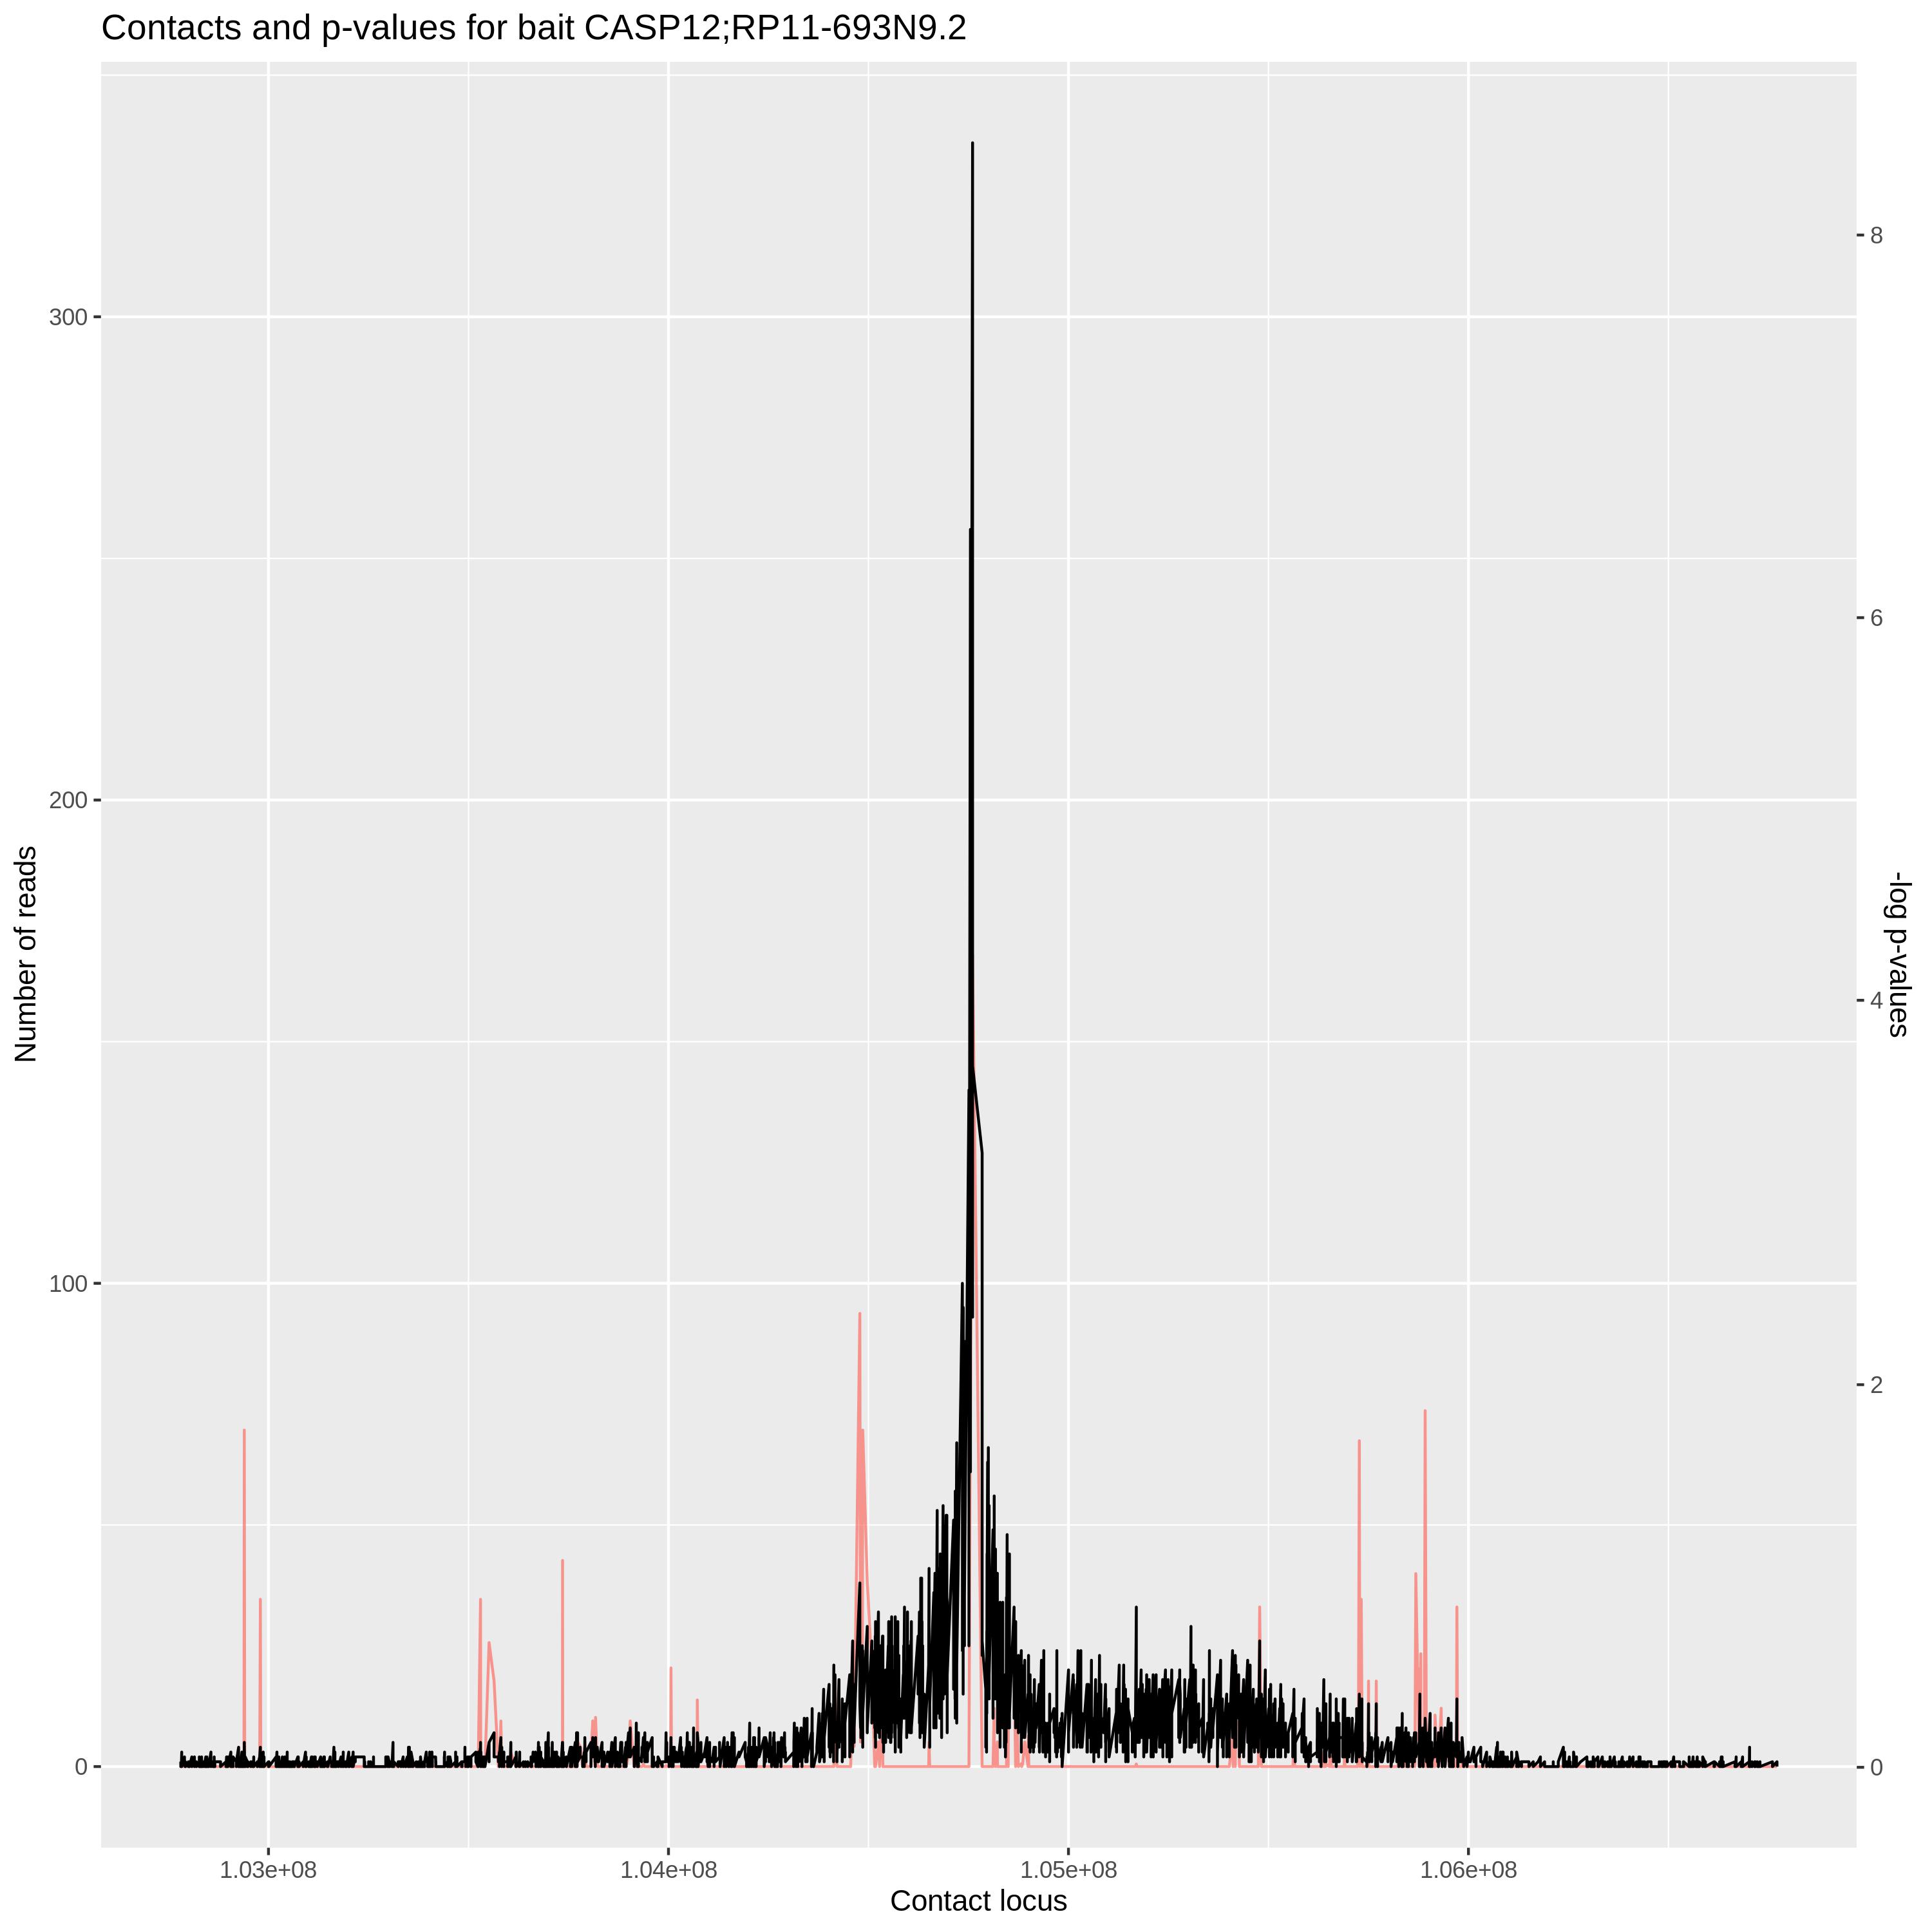 Contacts and p-values for bait CASP12;RP11-693N9.2
Number of reads
300
200
100
0
8
6
4
2
0
-log p-values
1.03e+08
1.04e+08
1.05e+08
1.06e+08
Contact locus